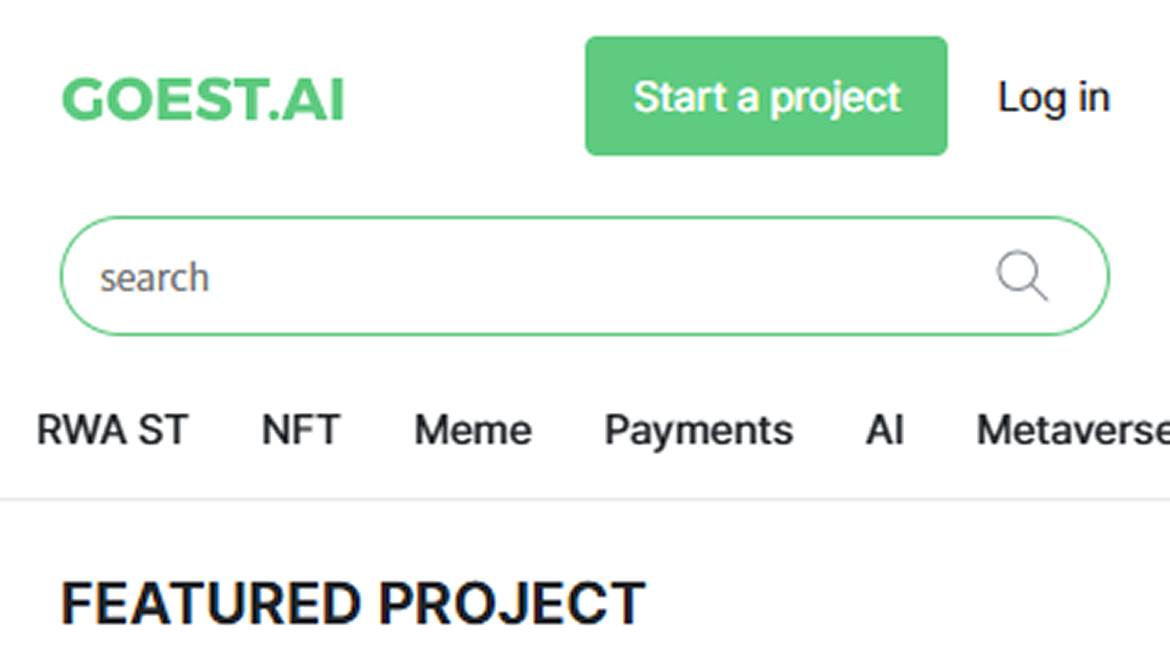 GOEST.AI Start a project Log in
search
RWA ST NFT Meme Payments AI Metaverse
FEATURED PROJECT